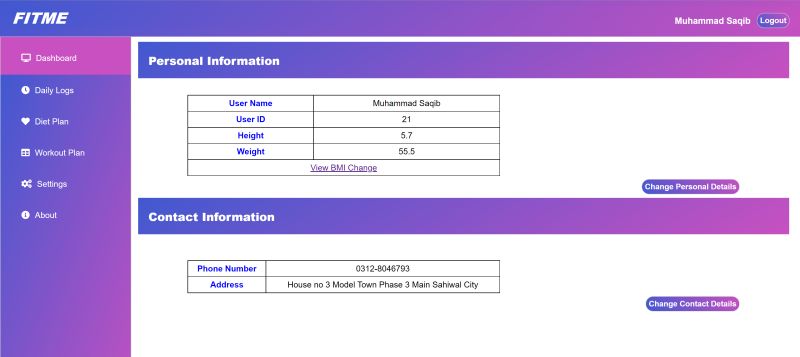 FITME
Muhammad Saqib Logout
Dashboard
Daily Logs
Diet Plan
Workout Plan
Settings
About
Personal Information
User Name Muhammad Saqib
User ID 21
Height 5.7
Weight 55.5
View BMI Change
Change Personal Details
Contact Information
Phone Number 0312-8046793
Address House no 3 Model Town Phase 3 Main Sahiwal City
Change Contact Details